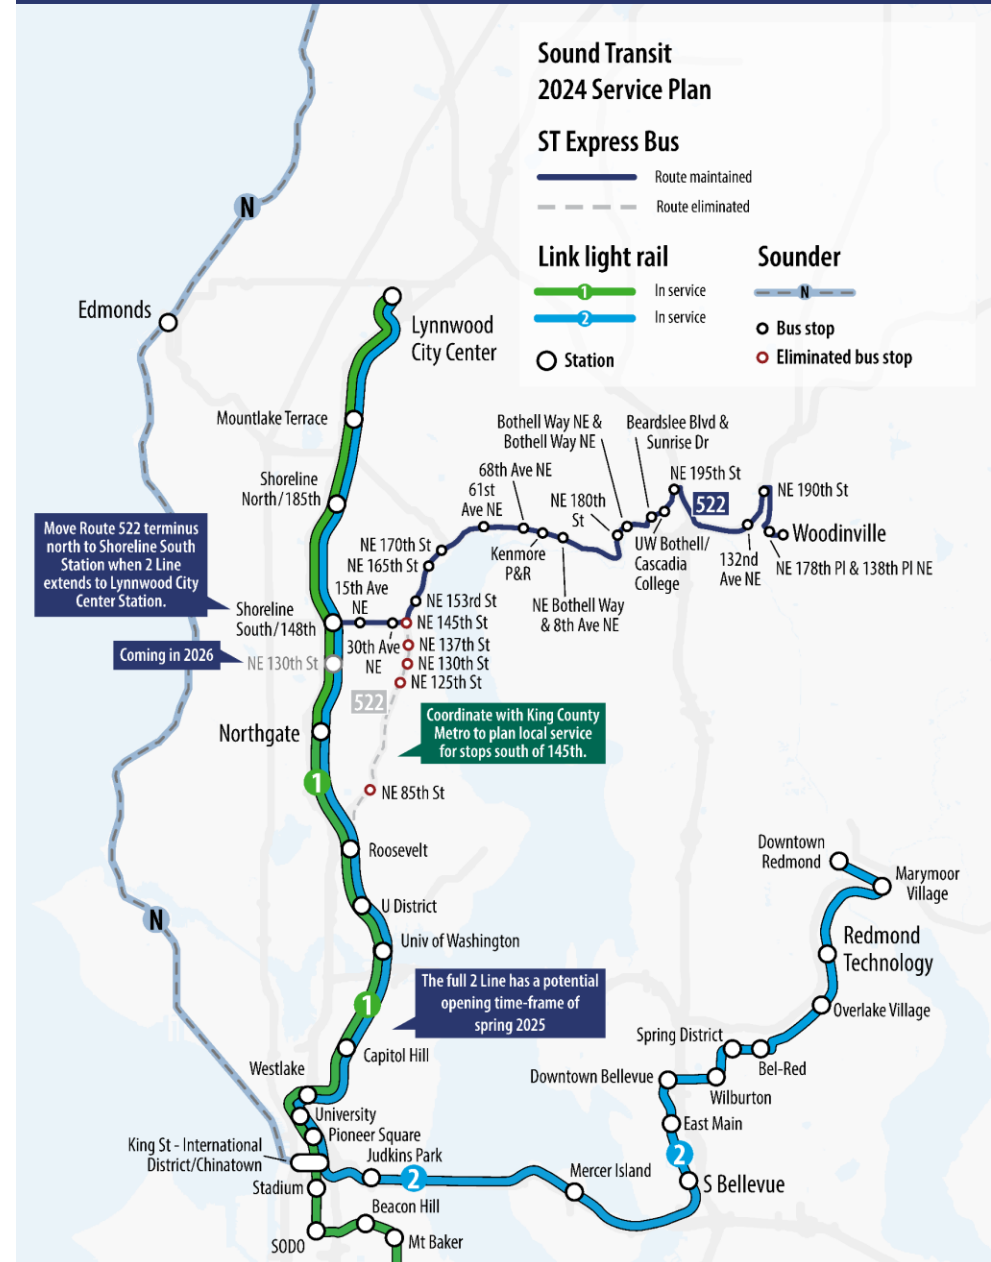 Sound Transit
2024 Service Plan
ST Express Bus
Route maintained
Route eliminated
Link light rail
1
In service
2
In service
Station
Sounder
N
Bus stop
Eliminated bus stop
N
Edmonds
Lynnwood
City Center
Mountlake Terrace
Shoreline
North/185th
Bothell Way NE &
Bothell Way NE
Beardslee Blvd &
Sunrise Dr
68th Ave NE
61st
Ave NE
NE 180th
St
NE 195th St
522
NE 190th St
Woodinville
NE 178th Pl & 138th Pl NE
132nd
Ave NE
UW Bothell/
Cascadia
College
Kenmore
P&R
NE Bothell Way
& 8th Ave NE
NE 170th St
NE 165th St
15th Ave
NE
NE 153rd St
Move Route 522 terminus
north to Shoreline South
Station when 2 Line
extends to Lynnwood City
Center Station.
Shoreline
South/148th
NE 145th St
30th Ave
NE
NE 137th St
NE 130th St
NE 125th St
Coming in 2026
NE 130th St
522
Coordinate with King County
Metro to plan local service
for stops south of 145th.
Northgate
1
NE 85th St
Roosevelt
U District
N
Univ of Washington
The full 2 Line has a potential
opening time-frame of
spring 2025
1
Capitol Hill
Westlake
University
Pioneer Square
King St - International
District/Chinatown
Judkins Park
2
Stadium
Beacon Hill
SODO
Mt Baker
Mercer Island
S Bellevue
2
East Main
Downtown Bellevue
Wilburton
Spring District
Bel-Red
Overlake Village
Redmond
Technology
Marymoor
Village
Downtown
Redmond